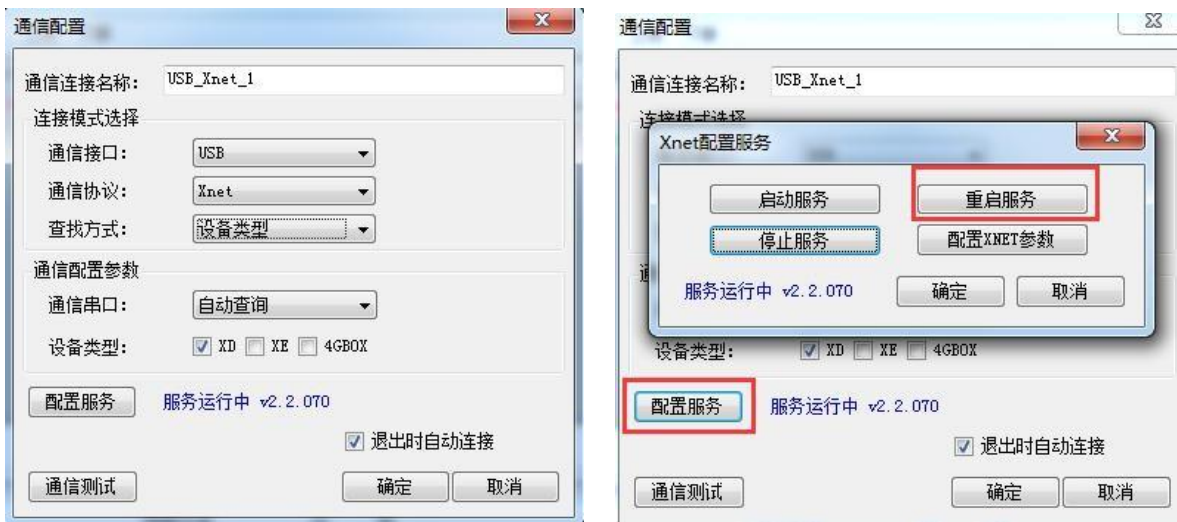 通信配置
通信连接名称： USB_Xnet_1
连接模式选择
通信接口： USB
通信协议： Xnet
查找方式： 设备类型
通信配置参数
通信串口： 自动查询
设备类型： XD XE 4GBOX
配置服务 服务运行中 v2.2.070
退出时自动连接
通信测试 确定 取消
通信配置
通信连接名称： USB_Xnet_1
连接模式选择
Xnet配置服务
启动服务 重启服务
停止服务 配置XNET参数
服务运行中 v2.2.070 确定 取消
设备类型： XD XE 4GBOX
配置服务 服务运行中 v2.2.070
退出时自动连接
通信测试 确定 取消